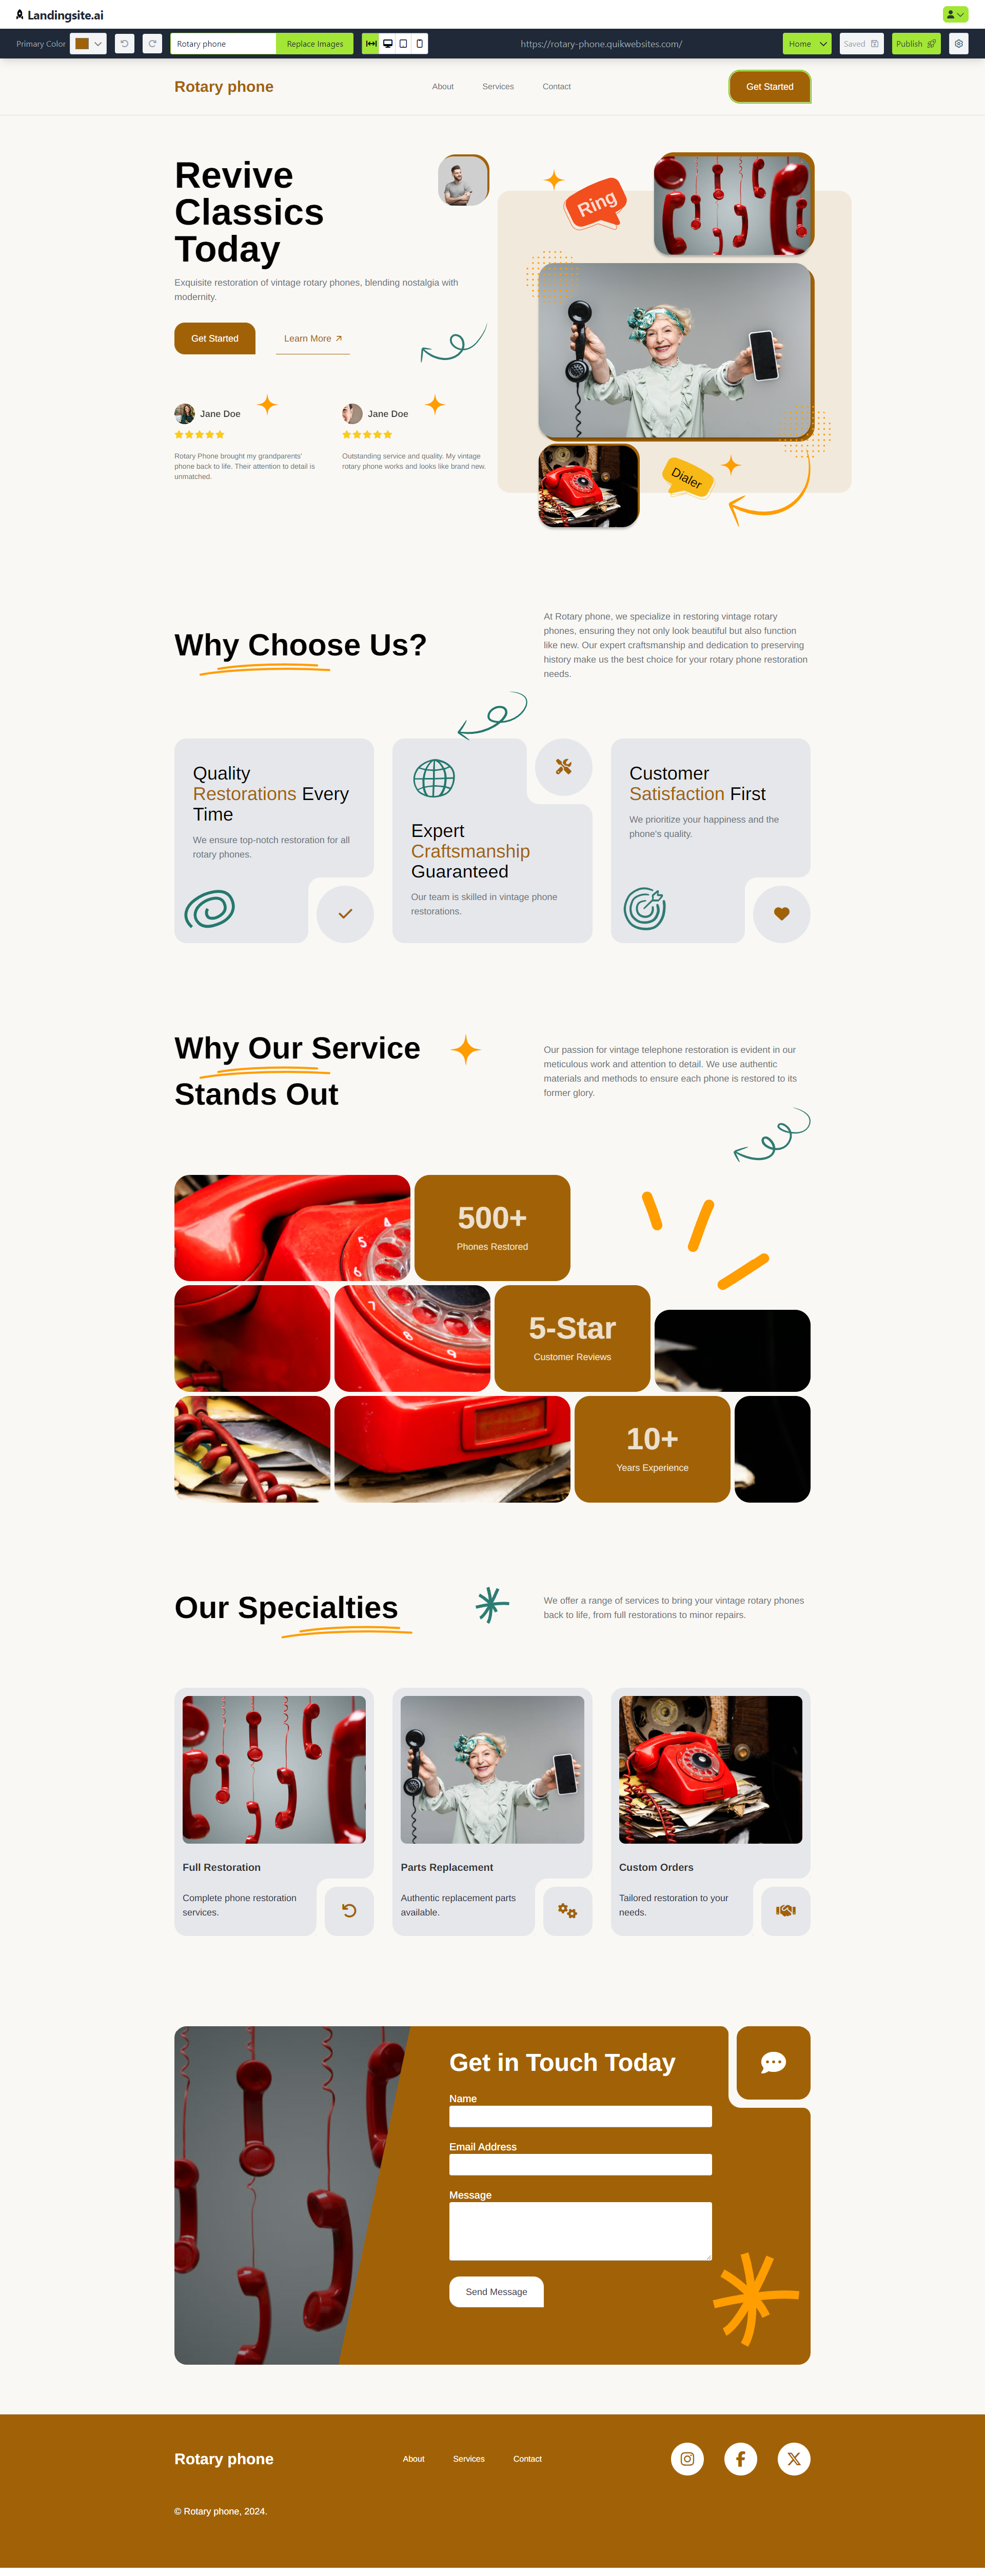 Landingsite.ai
Primary Color
Rotary phone
Replace Images
https://rotary-phone.quikwebsites.com/
Home
Saved
Publish
Rotary phone
About
Services
Contact
Get Started
Revive
Classics
Today
Exquisite restoration of vintage rotary phones, blending nostalgia with
modernity.
Get Started
Learn More
Jane Doe
Rotary Phone brought my grandparents'
phone back to life. Their attention to detail is
unmatched.
Jane Doe
Outstanding service and quality. My vintage
rotary phone works and looks like brand new.
Ring
Dialer
Why Choose Us?
At Rotary phone, we specialize in restoring vintage rotary
phones, ensuring they not only look beautiful but also function
like new. Our expert craftsmanship and dedication to preserving
history make us the best choice for your rotary phone restoration
needs.
Quality
Restorations Every
Time
We ensure top-notch restoration for all
rotary phones.
Expert
Craftsmanship
Guaranteed
Our team is skilled in vintage phone
restorations.
Customer
Satisfaction First
We prioritize your happiness and the
phone's quality.
Why Our Service
Stands Out
Our passion for vintage telephone restoration is evident in our
meticulous work and attention to detail. We use authentic
materials and methods to ensure each phone is restored to its
former glory.
500+
Phones Restored
5-Star
Customer Reviews
10+
Years Experience
Our Specialties
We offer a range of services to bring your vintage rotary phones
back to life, from full restorations to minor repairs.
Full Restoration
Complete phone restoration
services.
Parts Replacement
Authentic replacement parts
available.
Custom Orders
Tailored restoration to your
needs.
Get in Touch Today
Name
Email Address
Message
Send Message
Rotary phone
About
Services
Contact
© Rotary phone, 2024.